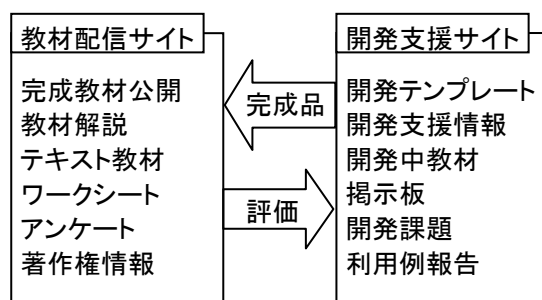 教材配信サイト
完成教材公開
教材解説
テキスト教材
ワークシート
アンケート
著作権情報
完成品
評価
開発支援サイト
開発テンプレート
開発支援情報
開発中教材
掲示板
開発課題
利用例報告